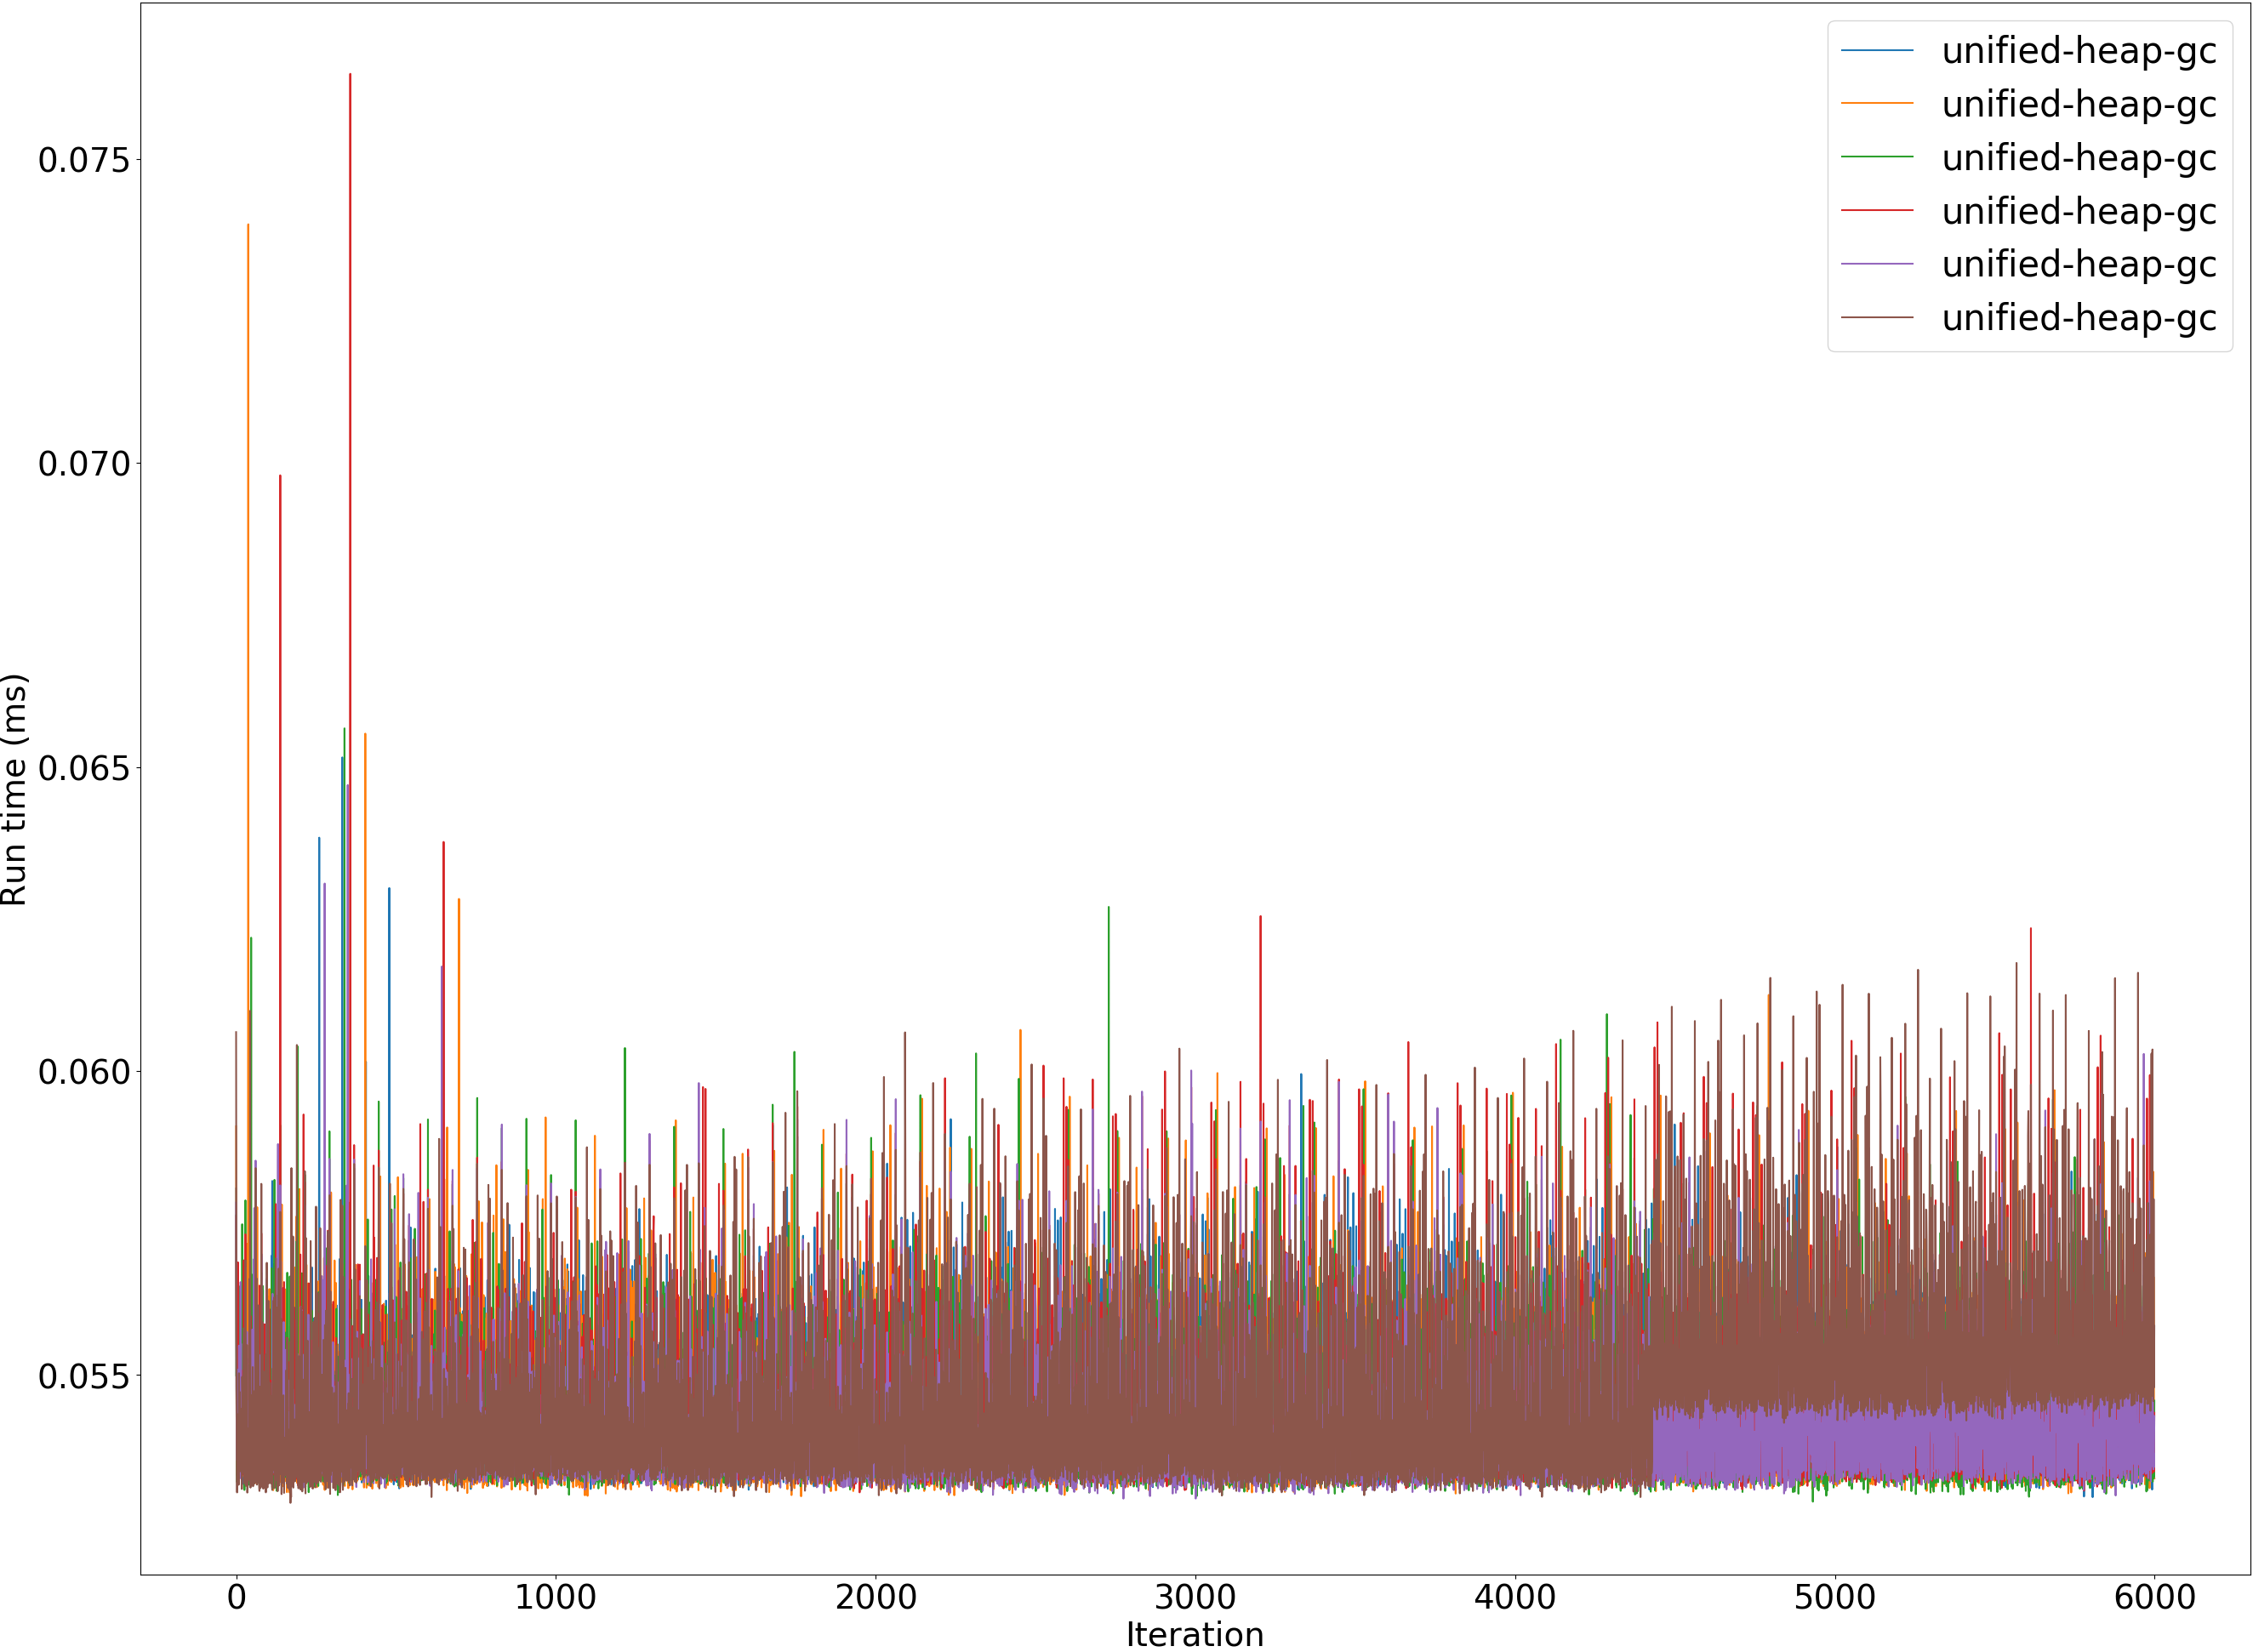 unified-heap-gc
unified-heap-gc
unified-heap-gc
unified-heap-gc
unified-heap-gc
unified-heap-gc
0.075
0.070
0.065
0.060
0.055
Run time (ms)
0 1000 2000 3000 4000 5000 6000
Iteration